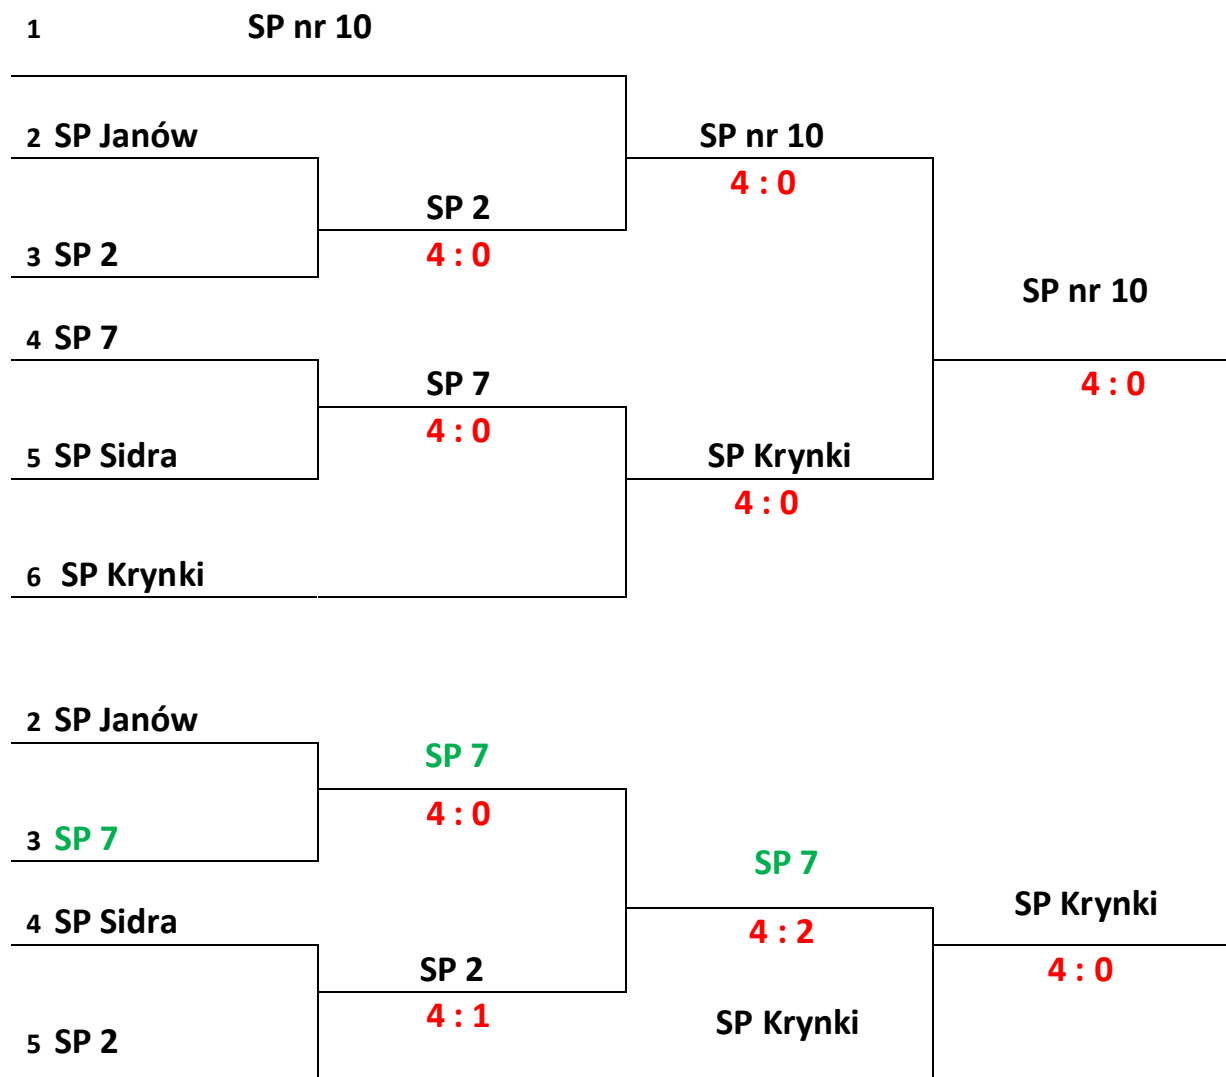 1 SP nr 10
2 SP Janów
SP nr 10
4 : 0
SP 2
3 SP 2
4 : 0
SP nr 10
4 SP 7
SP 7
4 : 0
4 : 0
5 SP Sidra
SP Krynki
4 : 0
6 SP Krynki
2 SP Janów
SP 7
4 : 0
3 SP 7
SP 7
4 SP Sidra
SP Krynki
4 : 2
SP 2
4 : 0
4 : 1
SP Krynki
5 SP 2